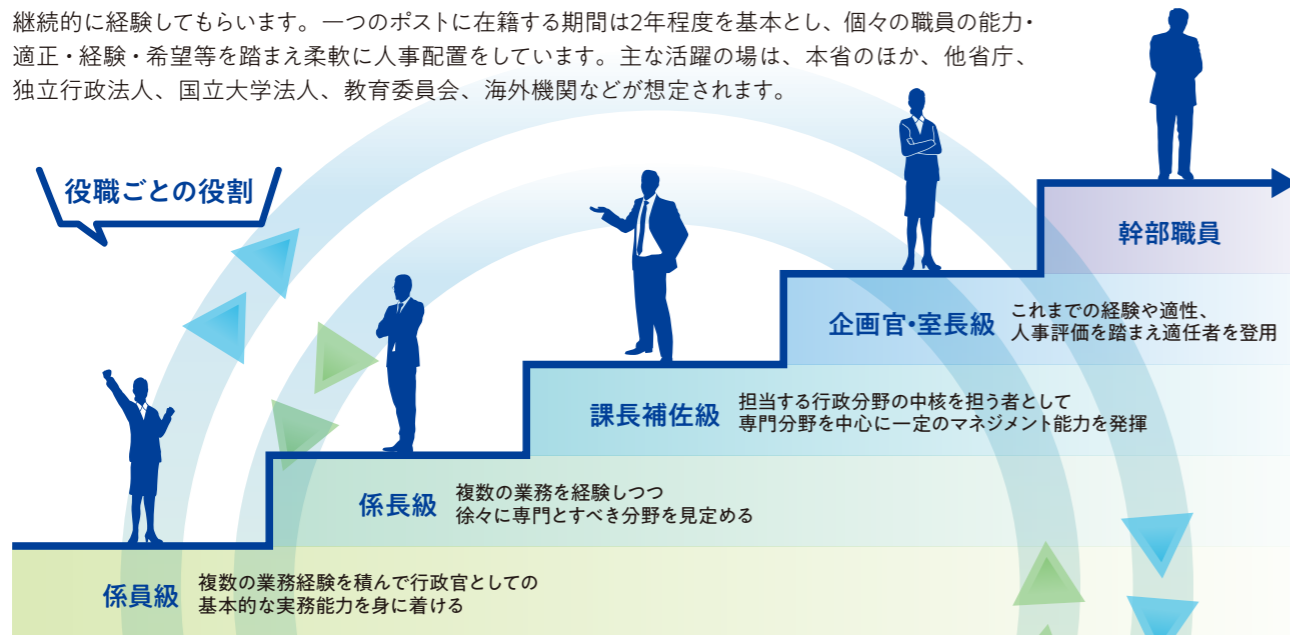 継続的に経験してもらいます。一つのポストに在籍する期間は2年程度を基本とし、個々の職員の能力・
適正・経験・希望等を踏まえ柔軟に人事配置をしています。主な活躍の場は、本省のほか、他省庁、
独立行政法人、国立大学法人、教育委員会、海外機関などが想定されます。
役職ごとの役割
幹部職員
企画官・室長級
これまでの経験や適性、
人事評価を踏まえ適任者を登用
課長補佐級
担当する行政分野の中核を担う者として
専門分野を中心に一定のマネジメント能力を発揮
係長級
複数の業務を経験しつつ
徐々に専門とすべき分野を見定める
係員級
複数の業務経験を積んで行政官としての
基本的な実務能力を身に着ける